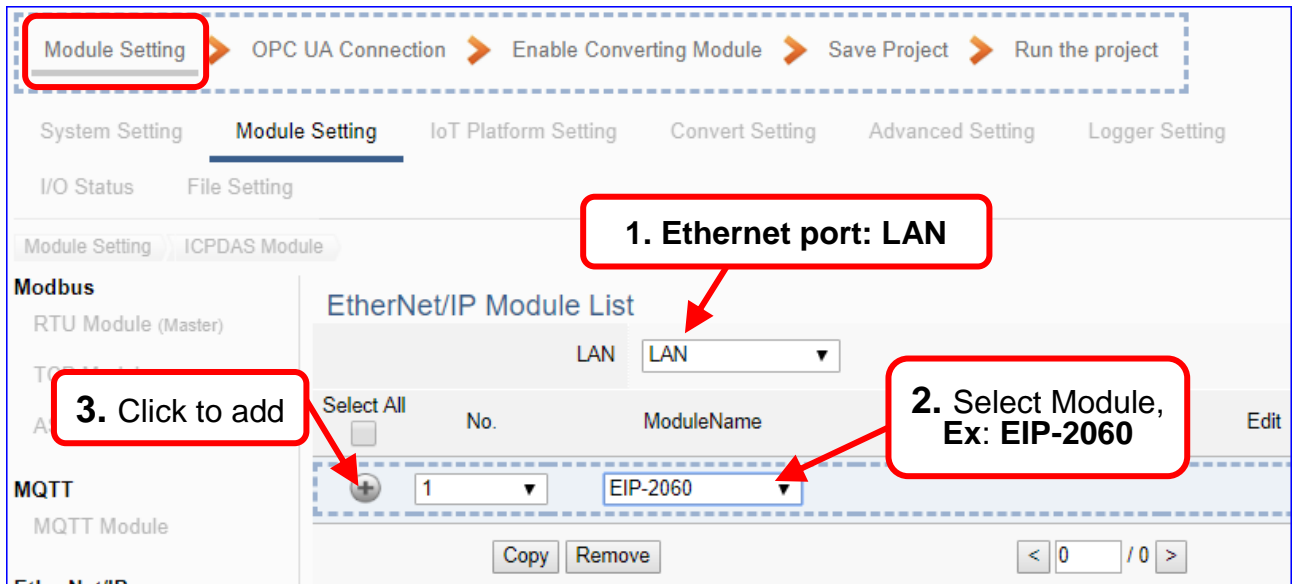 Module Setting OPC UA Connection Enable Converting Module Save Project Run the project
System Setting Module Setting IoT Platform Setting Convert Setting Advanced Setting Logger Setting
I/O Status File Setting
Module Setting ICPDAS Module
1. Ethernet port: LAN
Modbus
RTU Module (Master)
EtherNet/IP Module List
LAN LAN
3. Click to add
2. Select Module,
Ex: EIP-2060
Select All No. ModuleName Edit
1 EIP-2060
MQTT
MQTT Module
Copy Remove < 0 / 0 >